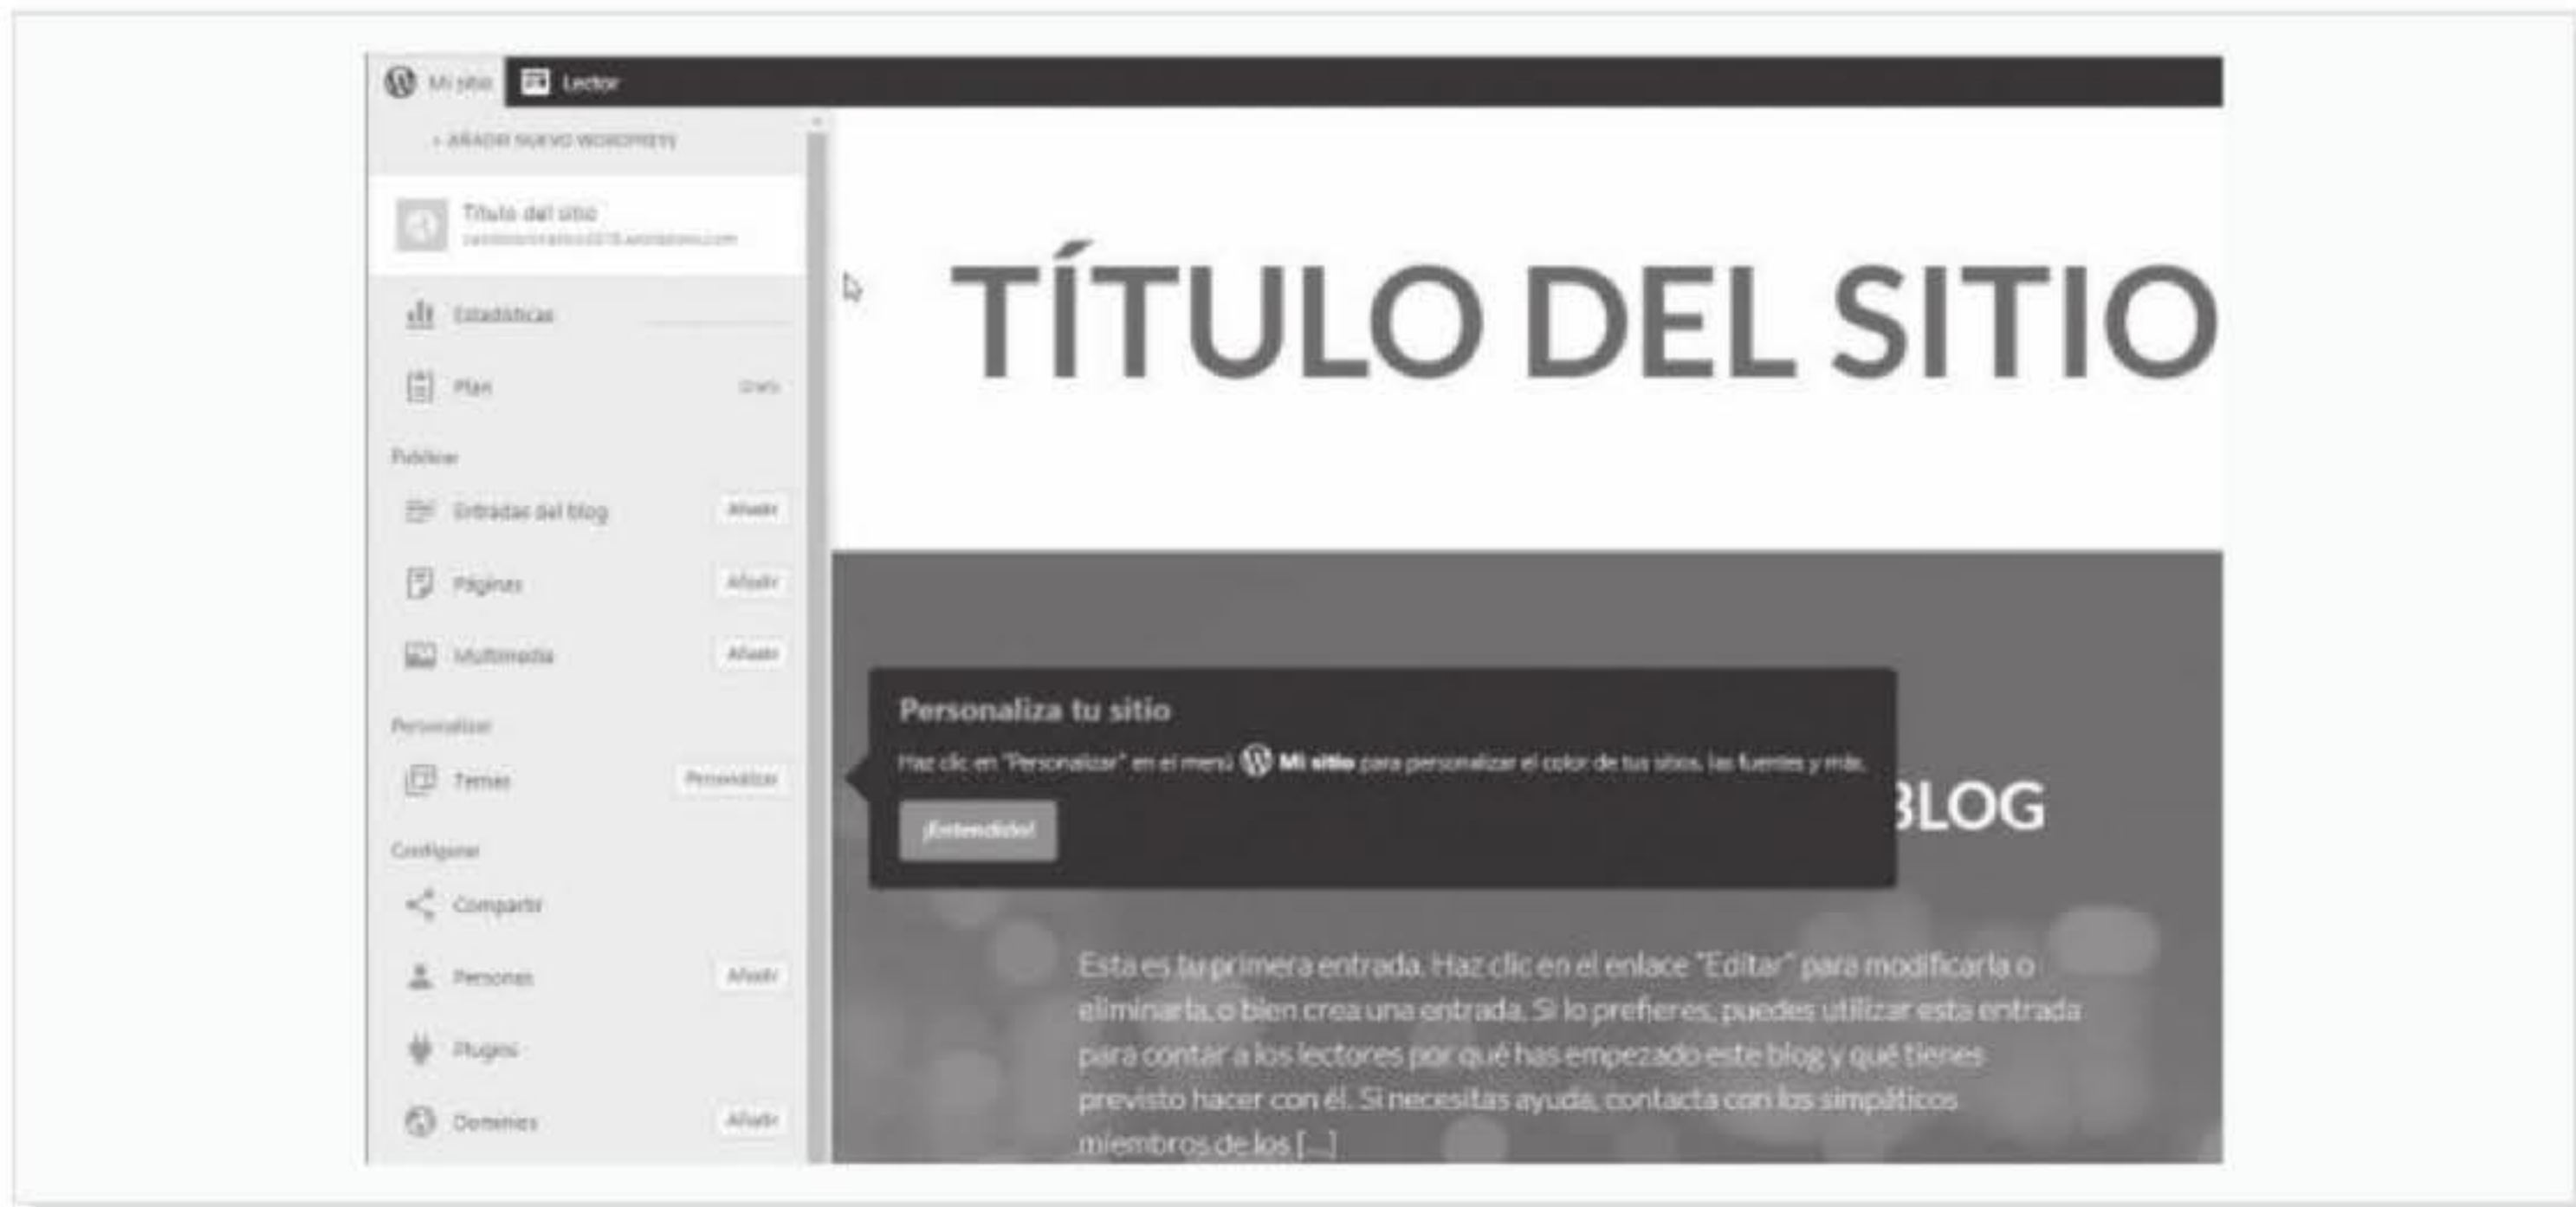 Mi sitio
Lector
+ AÑADIR NUEVO WORDPRESS
Título del sitio
TÍTULO DEL SITIO
Estadísticas
Plan
Publicar
Entradas del blog Añadir
Páginas Añadir
Multimedia Añadir
Personalizar
Temas Personalizar
Configurar
Compartir
Personas Añadir
Plugins
Dominios Añadir
Personaliza tu sitio
Haz clic en "Personalizar" en el menú Mi sitio para personalizar el color de tus sitios, las fuentes y más.
¡Entendido!
BLOG
Esta es tu primera entrada. Haz clic en el enlace "Editar" para modificarla o
eliminarla, o bien crea una entrada. Si lo prefieres, puedes utilizar esta entrada
para contar a los lectores por qué has empezado este blog y qué tienes
previsto hacer con él. Si necesitas ayuda, contacta con los simpáticos
miembros de los [...]